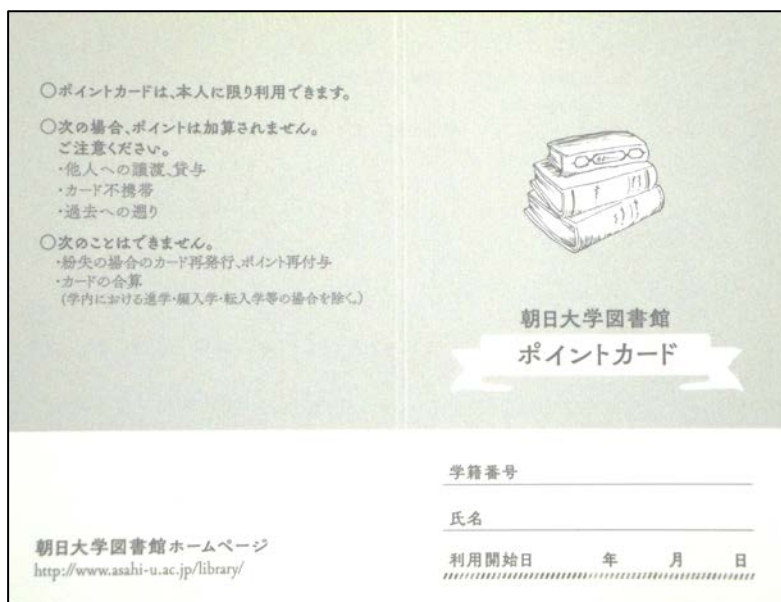 ○ポイントカードは、本人に限り利用できます。
○次の場合、ポイントは加算されません。
ご注意ください。
・他人への譲渡、貸与
・カード不携帯
・過去への遡り
○次のことはできません。
・紛失の場合のカード再発行、ポイント再付与
・カードの合算
(学内における進学・編入学・転入学等の場合を除く。)
朝日大学図書館ホームページ
http://www.asahi-u.ac.jp/library/
朝日大学図書館
ポイントカード
学籍番号
氏名
利用開始日 年 月 日